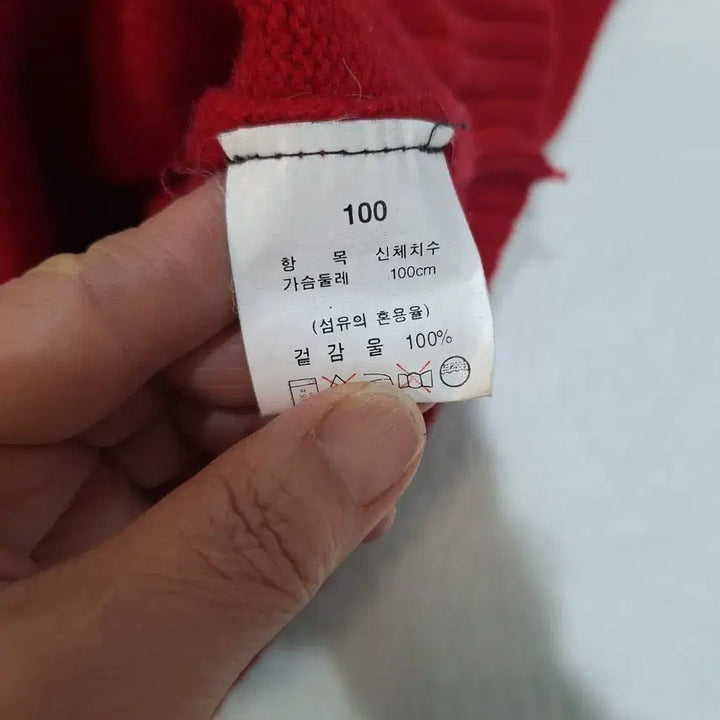 100
항 목 신체치수
가슴둘레 100cm
(섬유의 혼용율)
겉 감 울 100%